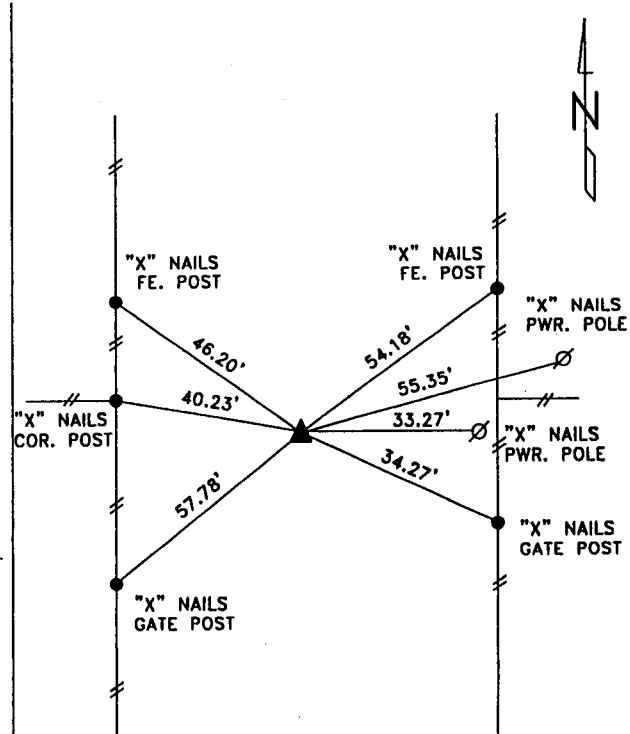 N
"X" NAILS
FE. POST
"X" NAILS
FE. POST
"X" NAILS
PWR. POLE
46.20'
54.18'
55.35'
40.23'
33.27'
"X" NAILS
COR. POST
"X" NAILS
PWR. POLE
34.27'
57.78'
"X" NAILS
GATE POST
"X" NAILS
GATE POST